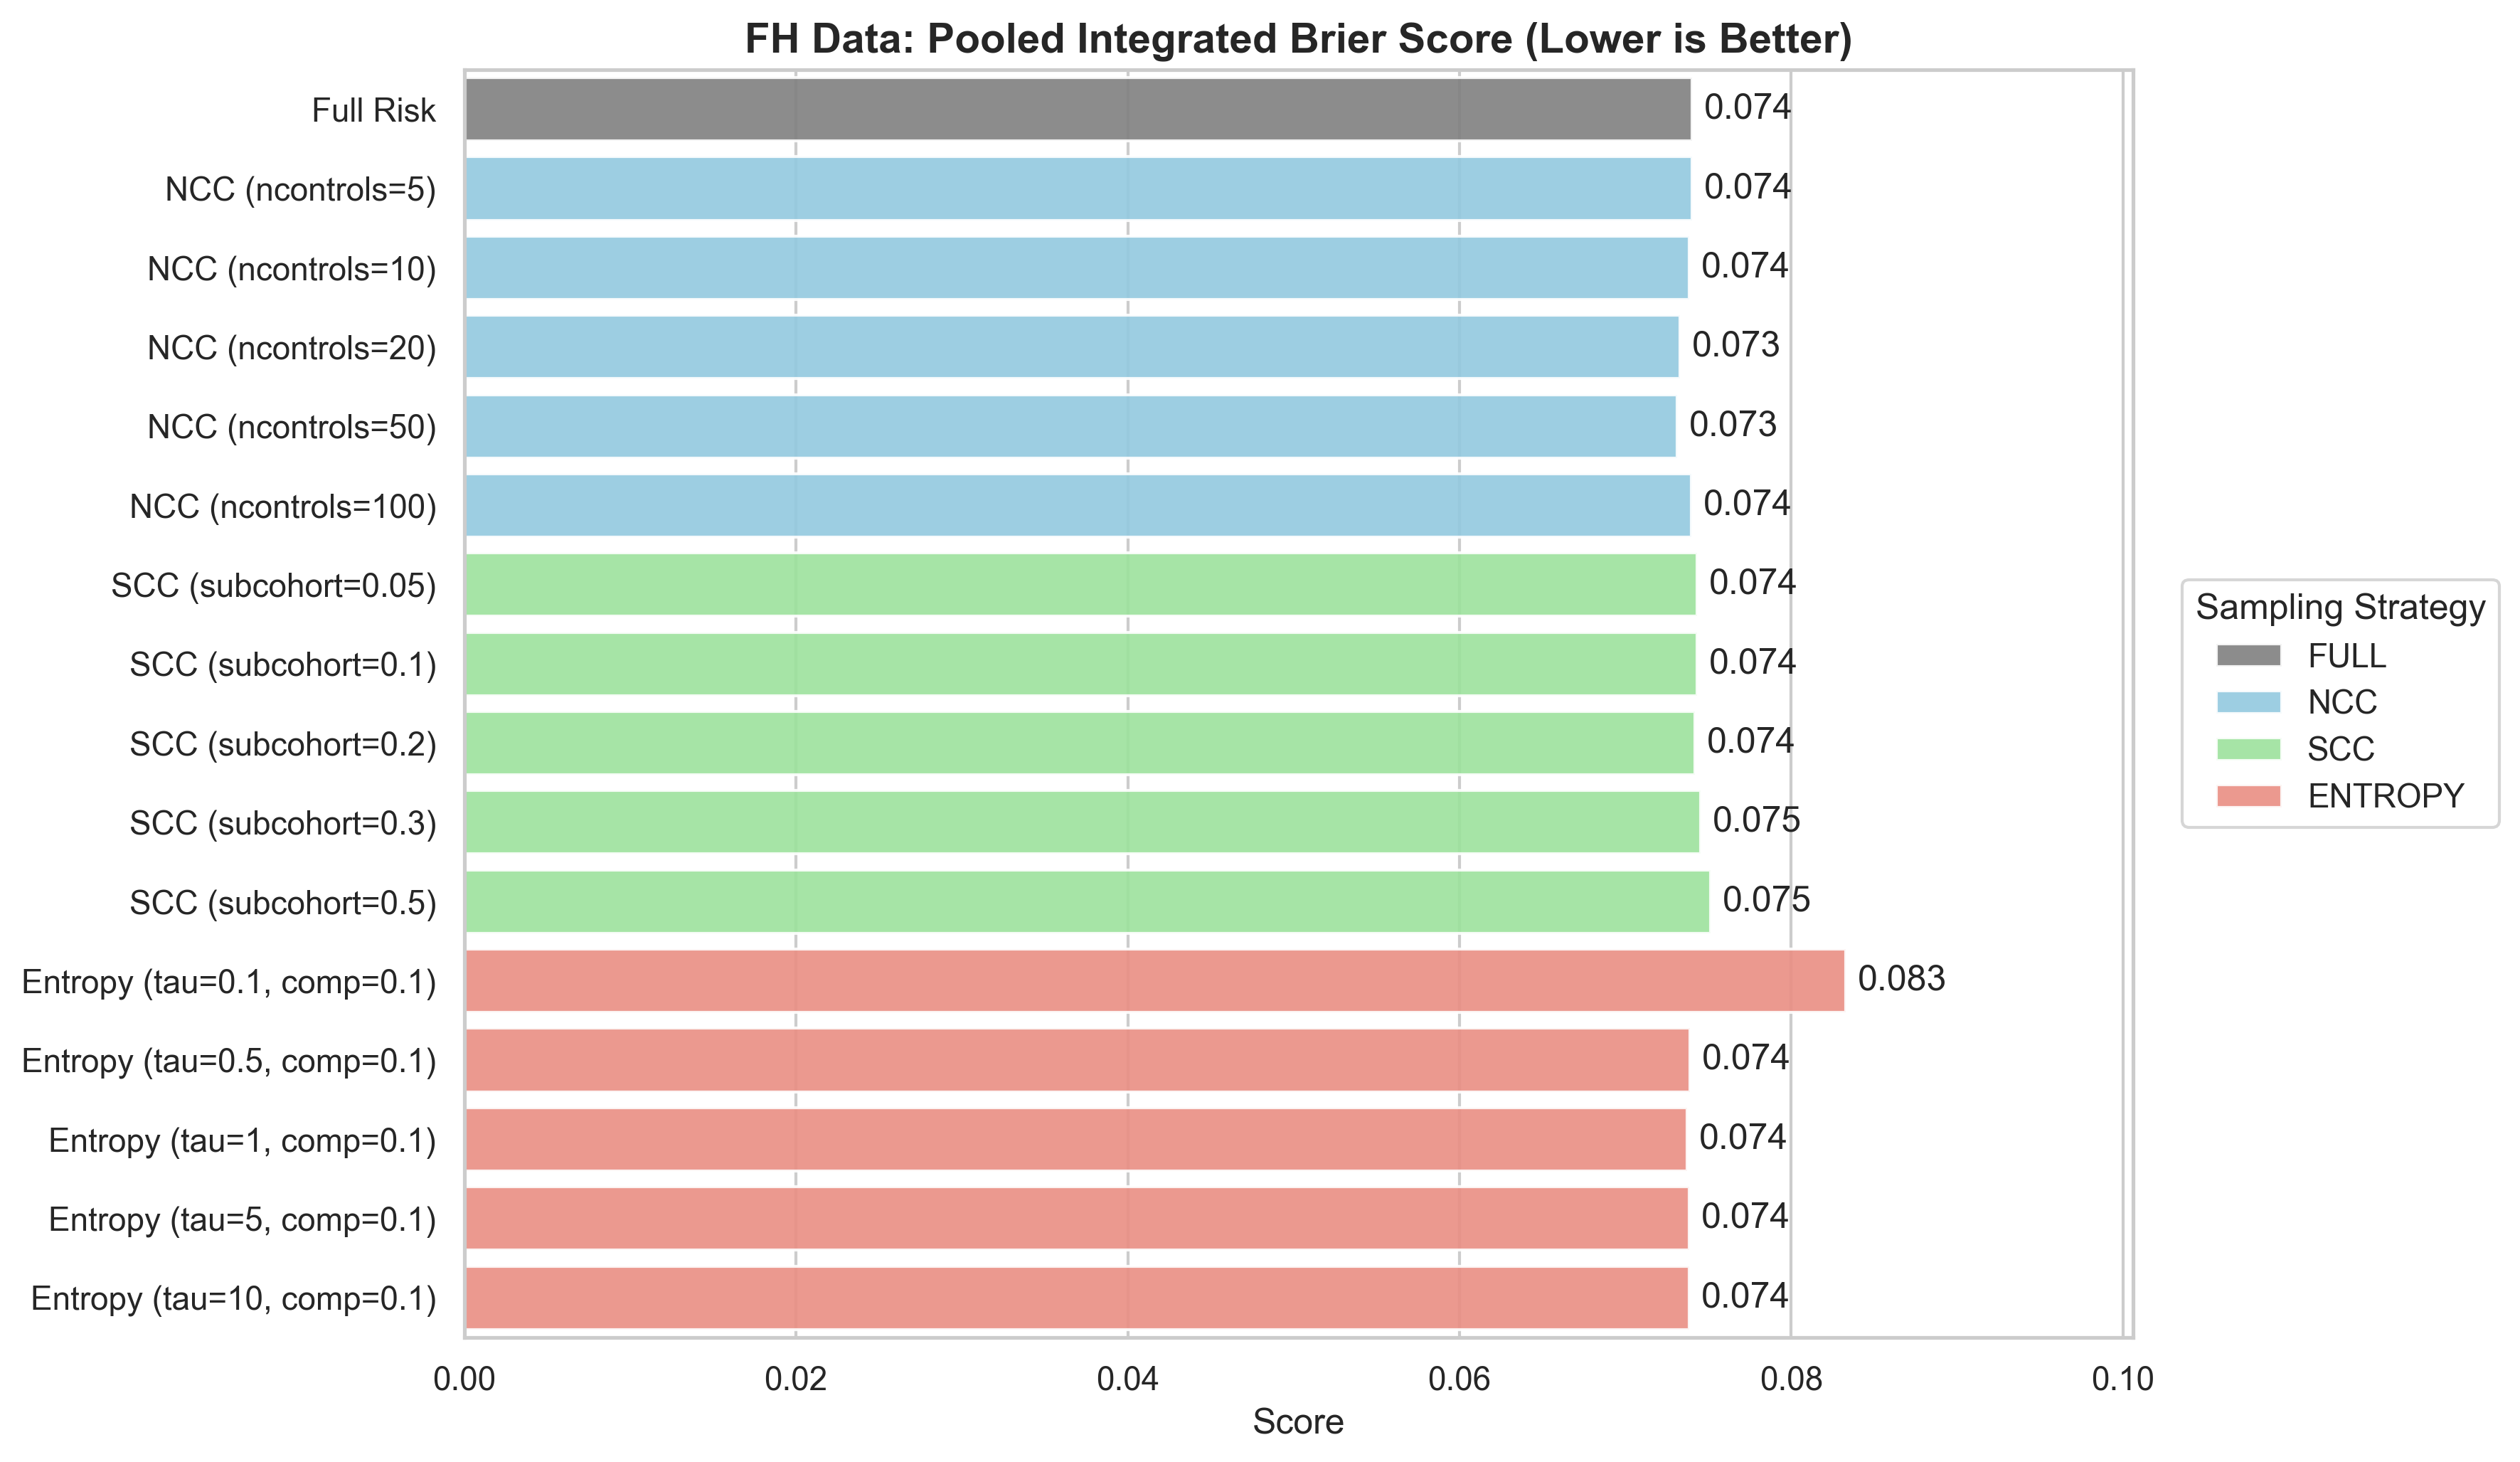 FH Data: Pooled Integrated Brier Score (Lower is Better)
Full Risk 0.074
NCC (ncontrols=5) 0.074
NCC (ncontrols=10) 0.074
NCC (ncontrols=20) 0.073
NCC (ncontrols=50) 0.073
NCC (ncontrols=100) 0.074
SCC (subcohort=0.05) 0.074
SCC (subcohort=0.1) 0.074
SCC (subcohort=0.2) 0.074
SCC (subcohort=0.3) 0.075
SCC (subcohort=0.5) 0.075
Entropy (tau=0.1, comp=0.1) 0.083
Entropy (tau=0.5, comp=0.1) 0.074
Entropy (tau=1, comp=0.1) 0.074
Entropy (tau=5, comp=0.1) 0.074
Entropy (tau=10, comp=0.1) 0.074
0.00 0.02 0.04 0.06 0.08 0.10
Score
Sampling Strategy
FULL
NCC
SCC
ENTROPY